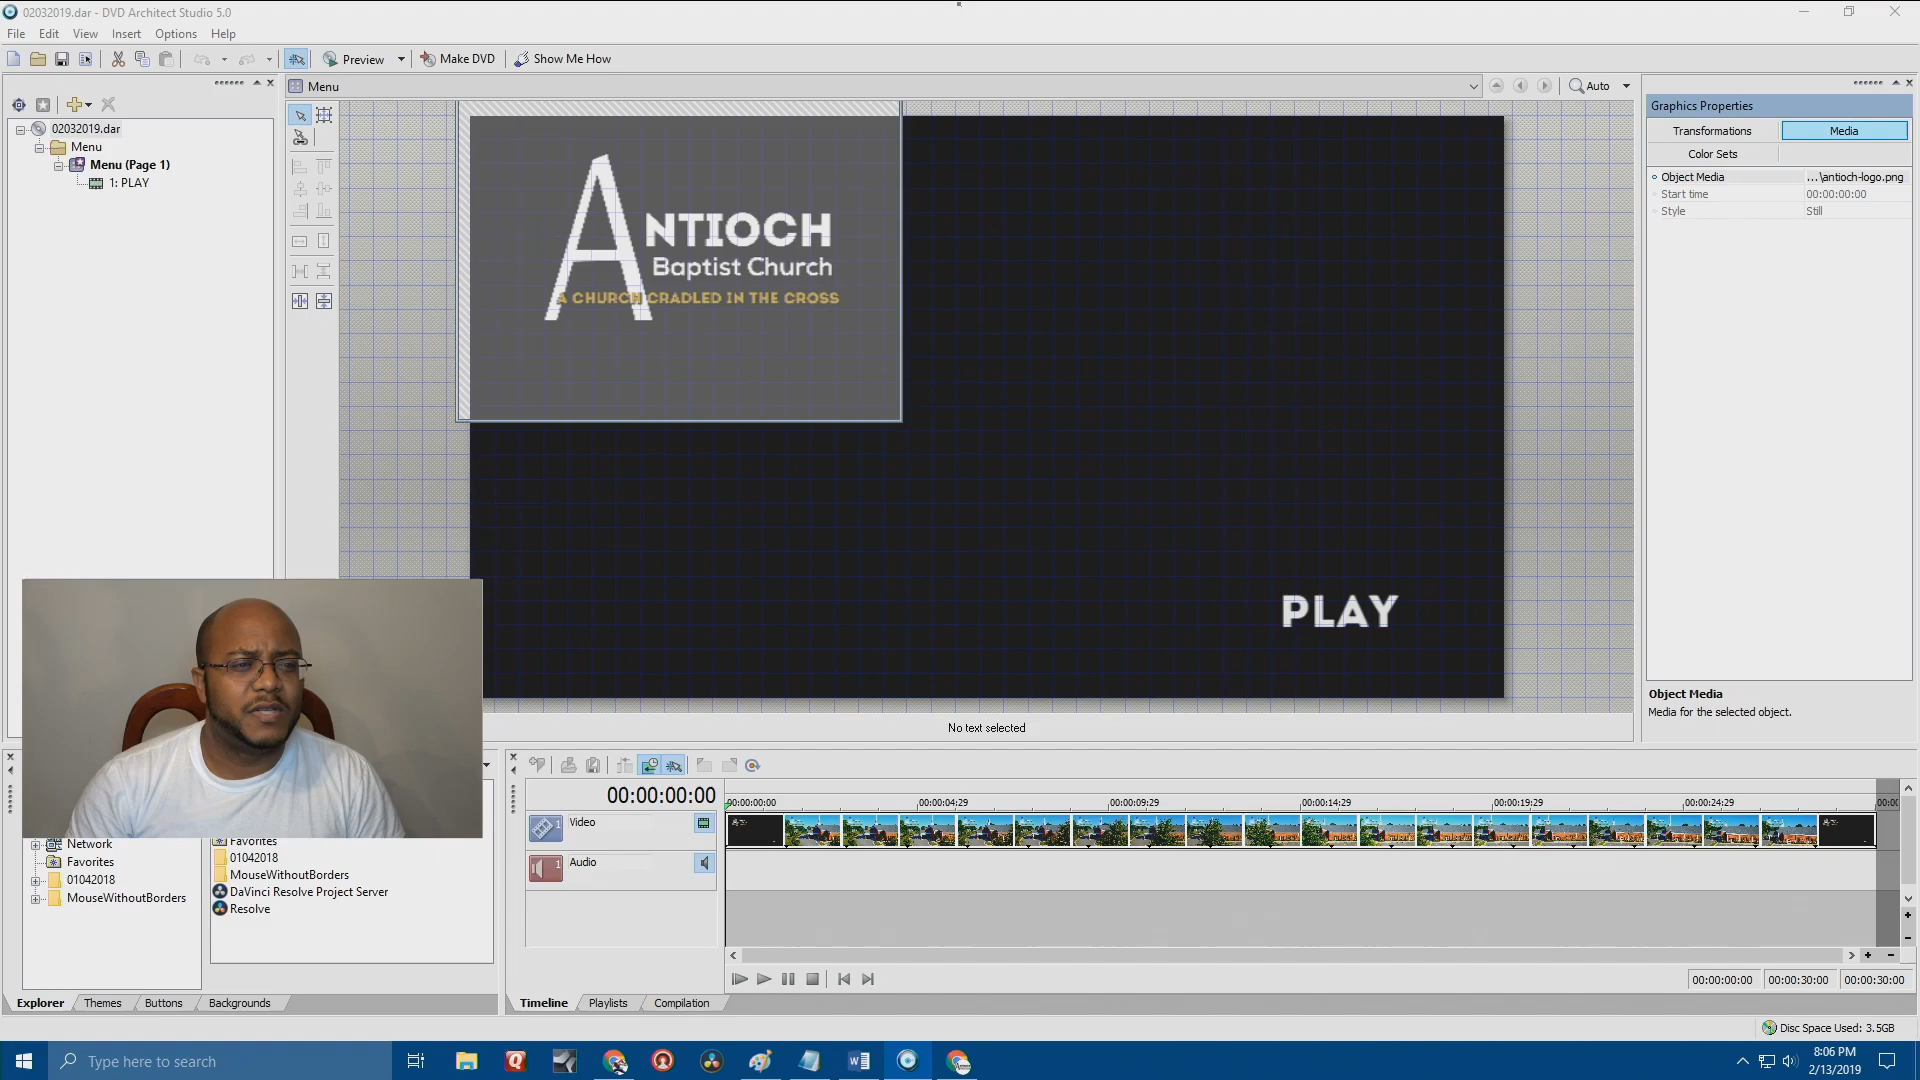 02032019.dar - DVD Architect Studio 5.0
File Edit View Insert Options Help
Preview Make DVD Show Me How
Menu Auto
02032019.dar
Menu
Menu (Page 1)
1: PLAY
ANTIOCH
Baptist Church
A CHURCH CRADLED IN THE CROSS
PLAY
No text selected
Graphics Properties
Transformations Media
Color Sets
Object Media ...\antioch-logo.png
Start time 00:00:00:00
Style Still
Object Media
Media for the selected object.
Network
Favorites
01042018
MouseWithoutBorders
Favorites
01042018
MouseWithoutBorders
DaVinci Resolve Project Server
Resolve
Explorer Themes Buttons Backgrounds
00:00:00:00
00:00:00:00 00:00:04:29 00:00:09:29 00:00:14:29 00:00:19:29 00:00:24:29 00:00
1 Video
1 Audio
00:00:00:00 00:00:30:00 00:00:30:00
Timeline Playlists Compilation
Disc Space Used: 3.5GB
Type here to search
8:06 PM
2/13/2019